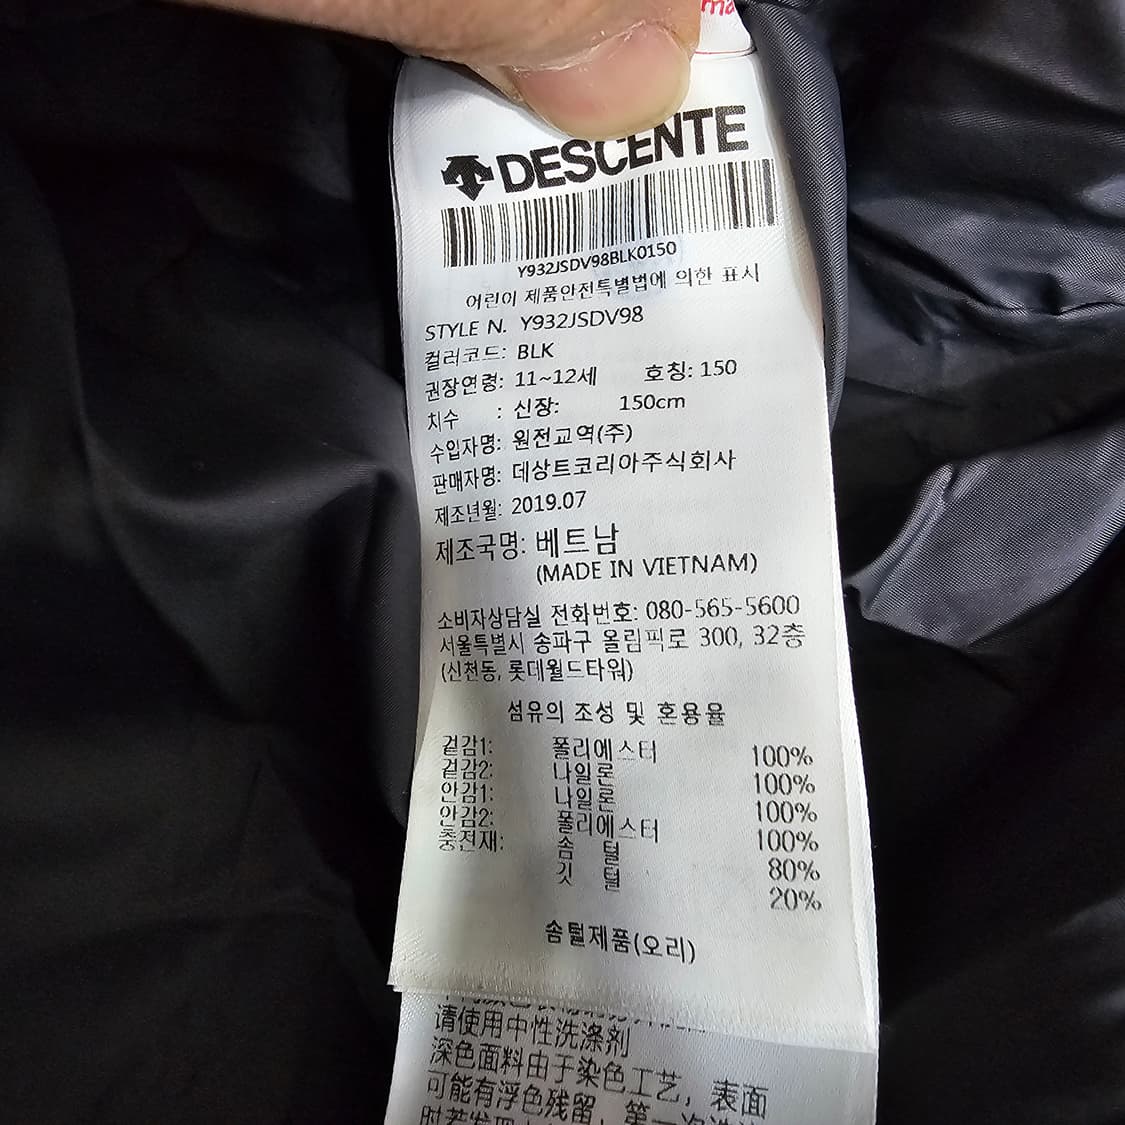 DESCENTE
Y932JSDV98BLK0150
어린이 제품안전특별법에 의한 표시
STYLE N. Y932JSDV98
컬러코드: BLK
권장연령: 11~12세 호칭: 150
치수 : 신장: 150cm
수입자명: 원전교역(주)
판매자명: 데상트코리아주식회사
제조년월: 2019.07
제조국명: 베트남
(MADE IN VIETNAM)
소비자상담실 전화번호: 080-565-5600
서울특별시 송파구 올림픽로 300, 32층
(신천동, 롯데월드타워)
섬유의 조성 및 혼용율
겉감1: 폴리에스터 100%
겉감2: 나일론 100%
안감1: 나일론 100%
안감2: 폴리에스터 100%
충전재: 솜 털 80%
깃 털 20%
솜털제품(오리)
请使用中性洗涤剂
深色面料由于染色工艺，表面
可能有浮色残留，第一次洗